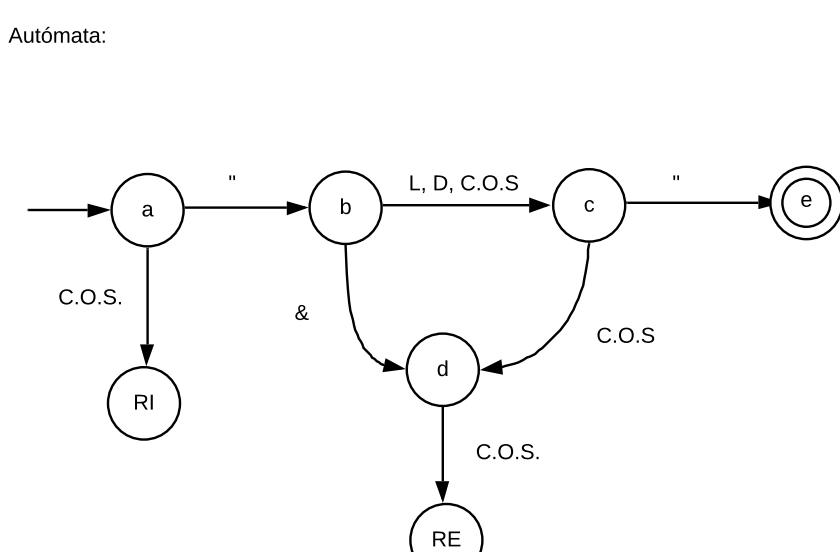 Autómata:
"
L, D, C.O.S
"
a
b
c
e
C.O.S.
&
C.O.S
d
RI
C.O.S.
RE